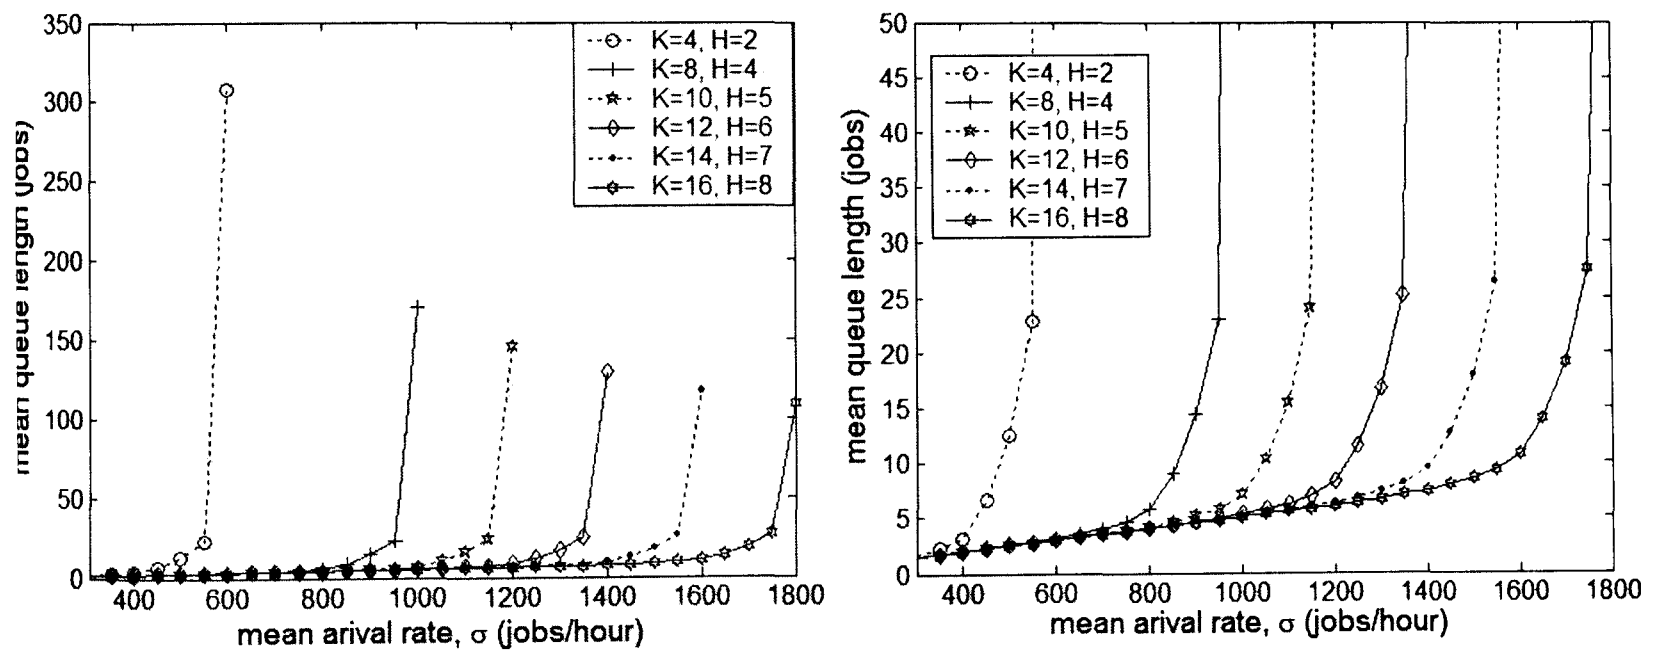 350
300
250
200
150
100
50
0
400 600 800 1000 1200 1400 1600 1800
mean queue length (jobs)
mean arival rate, σ (jobs/hour)
K=4, H=2
K=8, H=4
K=10, H=5
K=12, H=6
K=14, H=7
K=16, H=8
50
45
40
35
30
25
20
15
10
5
0
400 600 800 1000 1200 1400 1600 1800
mean queue length (jobs)
mean arival rate, σ (jobs/hour)
K=4, H=2
K=8, H=4
K=10, H=5
K=12, H=6
K=14, H=7
K=16, H=8